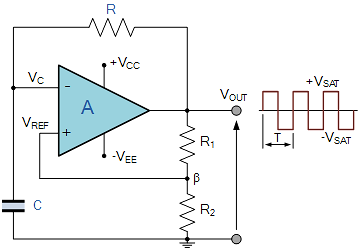 R
+VCC
VC
-
A
VOUT
+VSAT
VREF
+
R1
T
-VSAT
-VEE
β
C
R2